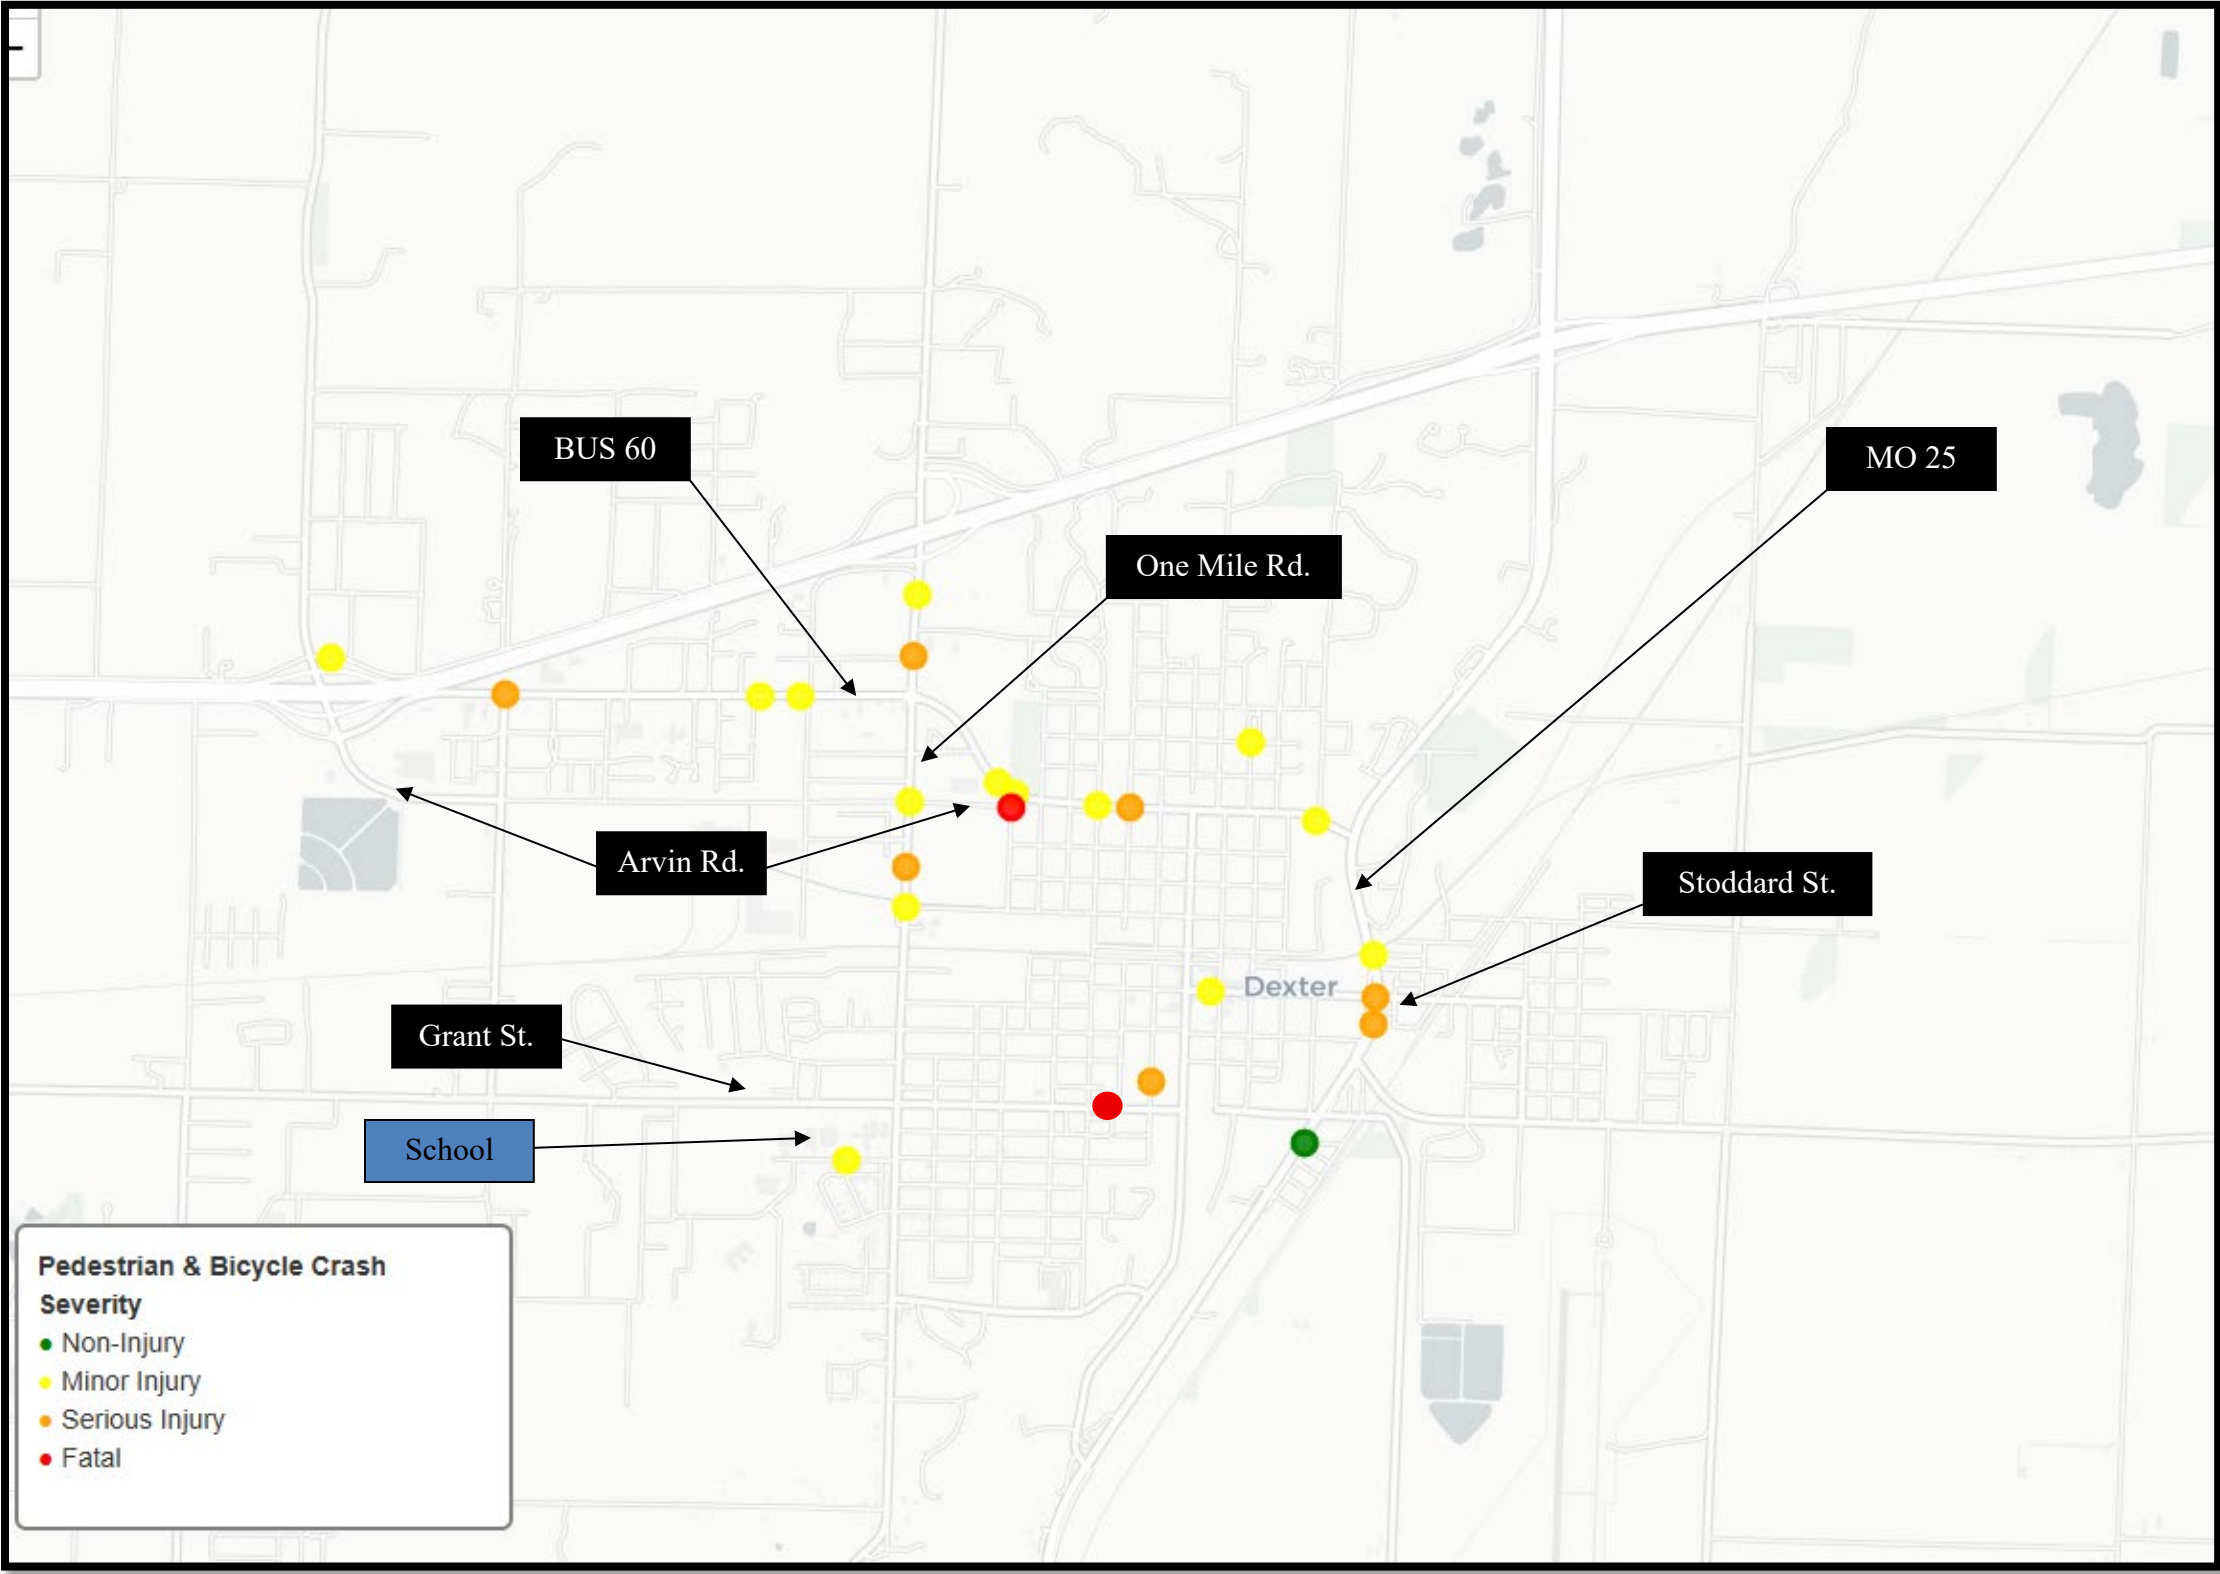 BUS 60
MO 25
One Mile Rd.
Arvin Rd.
Stoddard St.
Dexter
Grant St.
School
Pedestrian & Bicycle Crash
Severity
Non-Injury
Minor Injury
Serious Injury
Fatal